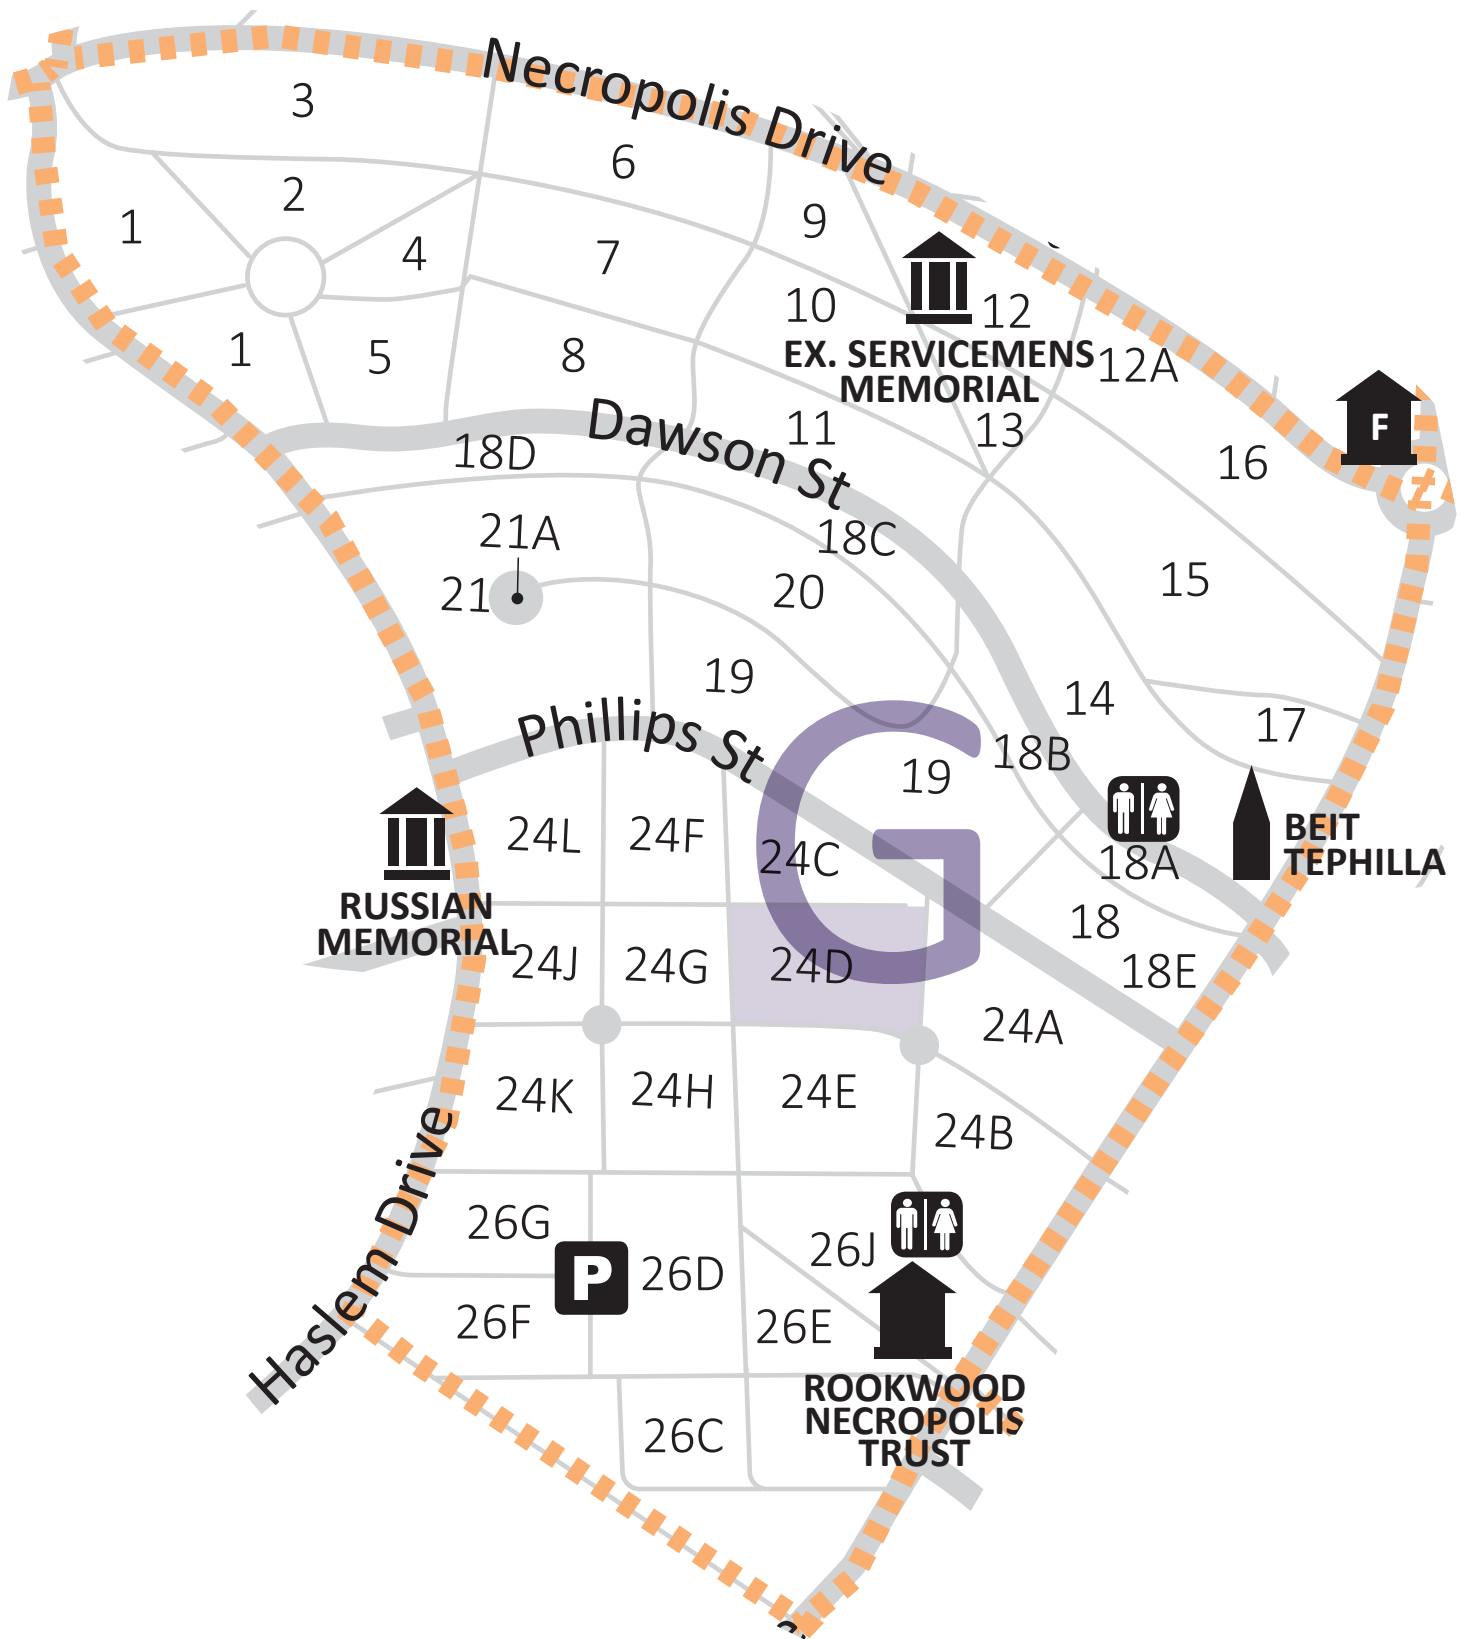 Necropolis Drive
3
6
2
1
9
4
7
10
12
1
5
8
EX. SERVICEMENS
MEMORIAL
12A
11
13
F
Dawson St
18D
16
21A
18C
21
20
15
19
14
17
Phillips St
G
18B
19
24L
24F
24C
18A
BEIT
TEPHILLA
RUSSIAN
MEMORIAL
18
24J
24G
24D
18E
24A
24K
24H
24E
24B
Haslem Drive
26G
26J
P
26D
26F
26E
ROOKWOOD
NECROPOLIS
TRUST
26C